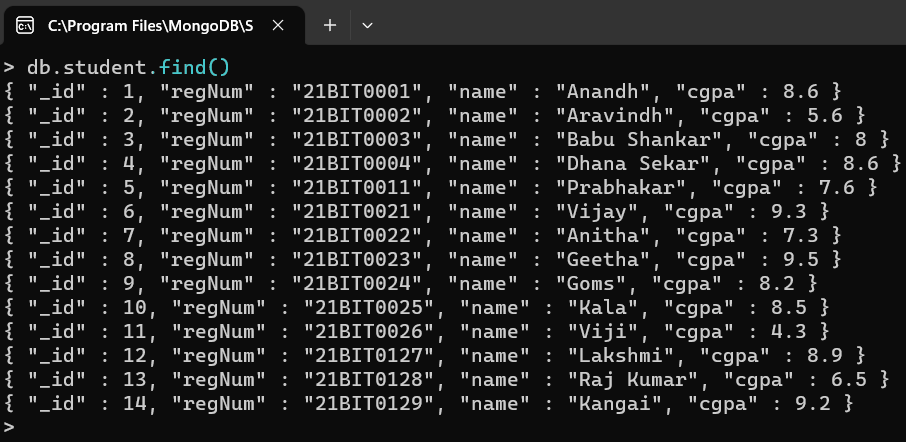 C:\Program Files\MongoDB\S
> db.student.find()
{ "_id" : 1, "regNum" : "21BIT0001", "name" : "Anandh", "cgpa" : 8.6 }
{ "_id" : 2, "regNum" : "21BIT0002", "name" : "Aravindh", "cgpa" : 5.6 }
{ "_id" : 3, "regNum" : "21BIT0003", "name" : "Babu Shankar", "cgpa" : 8 }
{ "_id" : 4, "regNum" : "21BIT0004", "name" : "Dhana Sekar", "cgpa" : 8.6 }
{ "_id" : 5, "regNum" : "21BIT0011", "name" : "Prabhakar", "cgpa" : 7.6 }
{ "_id" : 6, "regNum" : "21BIT0021", "name" : "Vijay", "cgpa" : 9.3 }
{ "_id" : 7, "regNum" : "21BIT0022", "name" : "Anitha", "cgpa" : 7.3 }
{ "_id" : 8, "regNum" : "21BIT0023", "name" : "Geetha", "cgpa" : 9.5 }
{ "_id" : 9, "regNum" : "21BIT0024", "name" : "Goms", "cgpa" : 8.2 }
{ "_id" : 10, "regNum" : "21BIT0025", "name" : "Kala", "cgpa" : 8.5 }
{ "_id" : 11, "regNum" : "21BIT0026", "name" : "Viji", "cgpa" : 4.3 }
{ "_id" : 12, "regNum" : "21BIT0127", "name" : "Lakshmi", "cgpa" : 8.9 }
{ "_id" : 13, "regNum" : "21BIT0128", "name" : "Raj Kumar", "cgpa" : 6.5 }
{ "_id" : 14, "regNum" : "21BIT0129", "name" : "Kangai", "cgpa" : 9.2 }
>